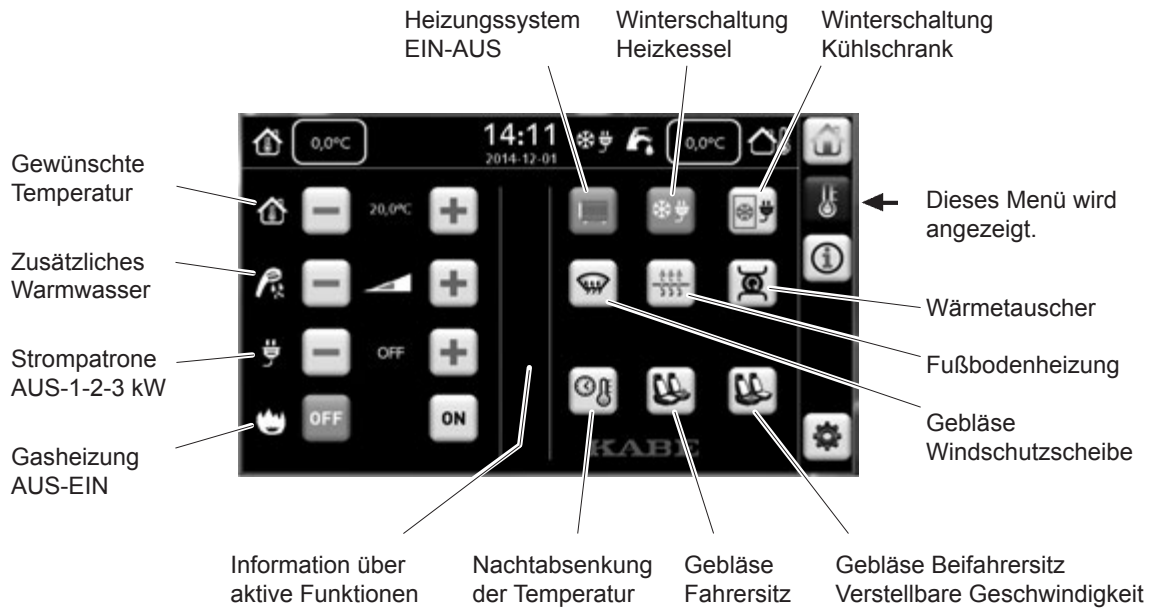 Heizungssystem
EIN-AUS
Winterschaltung
Heizkessel
Winterschaltung
Kühlschrank
0,0°C
14:11
2014-12-01
0,0°C
Gewünschte
Temperatur
20,0°C
Dieses Menü wird
angezeigt.
Zusätzliches
Warmwasser
Wärmetauscher
Strompatrone
AUS-1-2-3 kW
OFF
Fußbodenheizung
Gebläse
Windschutzscheibe
OFF
ON
KABE
Gasheizung
AUS-EIN
Information über
aktive Funktionen
Nachtabsenkung
der Temperatur
Gebläse
Fahrersitz
Gebläse Beifahrersitz
Verstellbare Geschwindigkeit